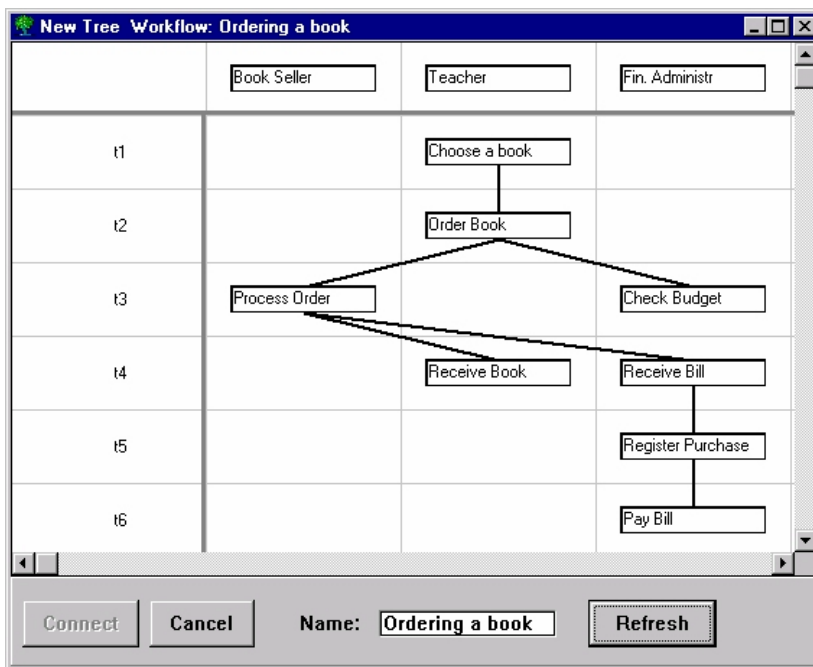 New Tree Workflow: Ordering a book
Book Seller Teacher Fin. Administr
t1 Choose a book
t2 Order Book
t3 Process Order Check Budget
t4 Receive Book Receive Bill
t5 Register Purchase
t6 Pay Bill
Connect Cancel Name: Ordering a book Refresh